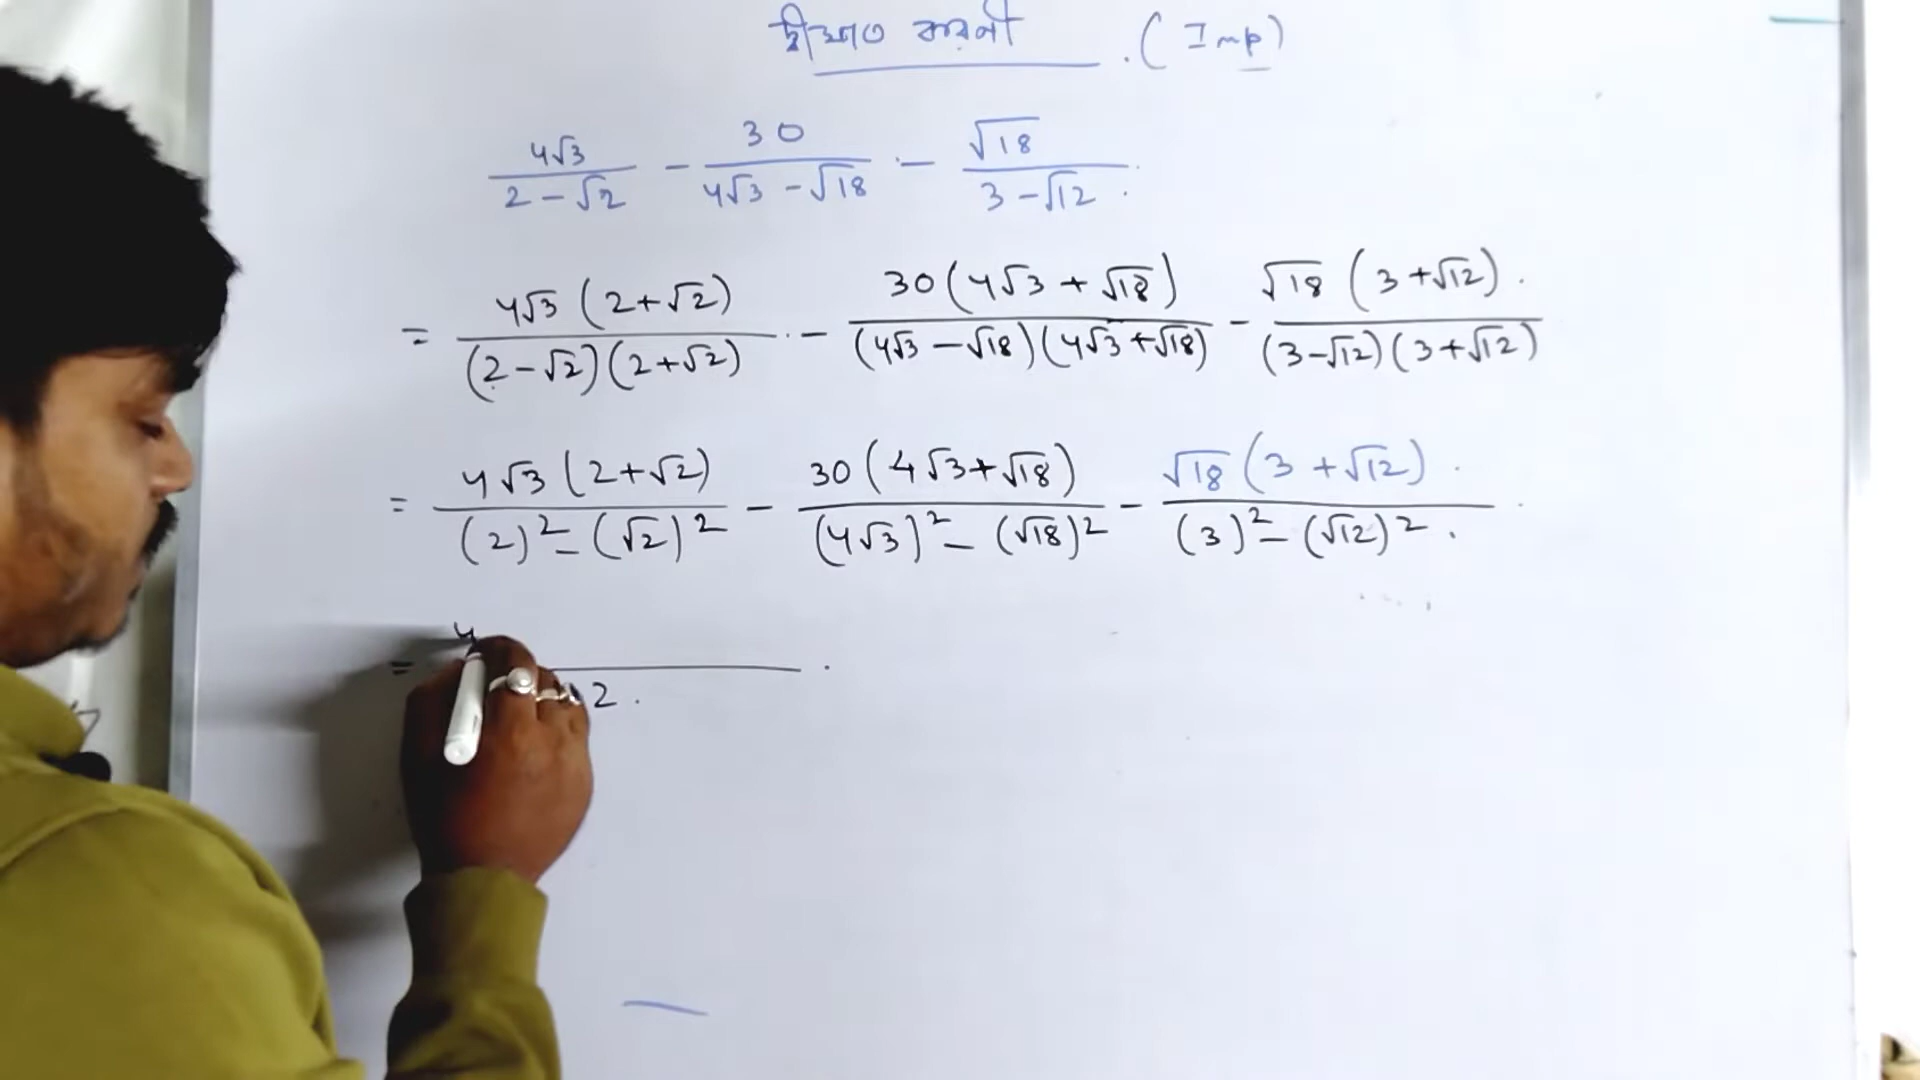 দ্বিঘাত করণী . (Imp)
4√3/(2-√2) - 30/(4√3-√18) - √18/(3-√12) .
= 4√3(2+√2)/((2-√2)(2+√2)) - 30(4√3+√18)/((4√3-√18)(4√3+√18)) - √18(3+√12)/((3-√12)(3+√12)) .
= 4√3(2+√2)/((2)²-(√2)²) - 30(4√3+√18)/((4√3)²-(√18)²) - √18(3+√12)/((3)²-(√12)²) .
= 4 / 2 .